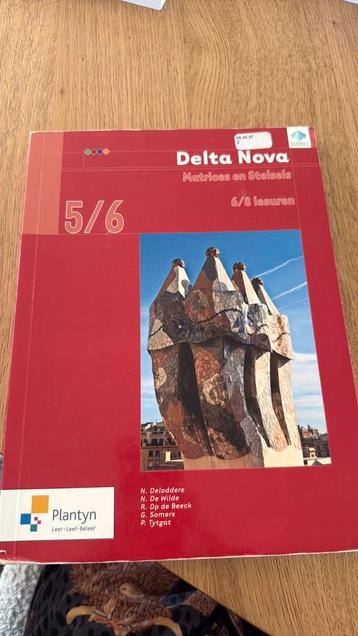 Delta Nova
Matrices en Stelsels
6/8 lesuren
5/6
N. Deloddere
N. De Wilde
R. Op de Beeck
G. Somers
P. Tytgat
Plantyn
Leer•Leef•Beleef